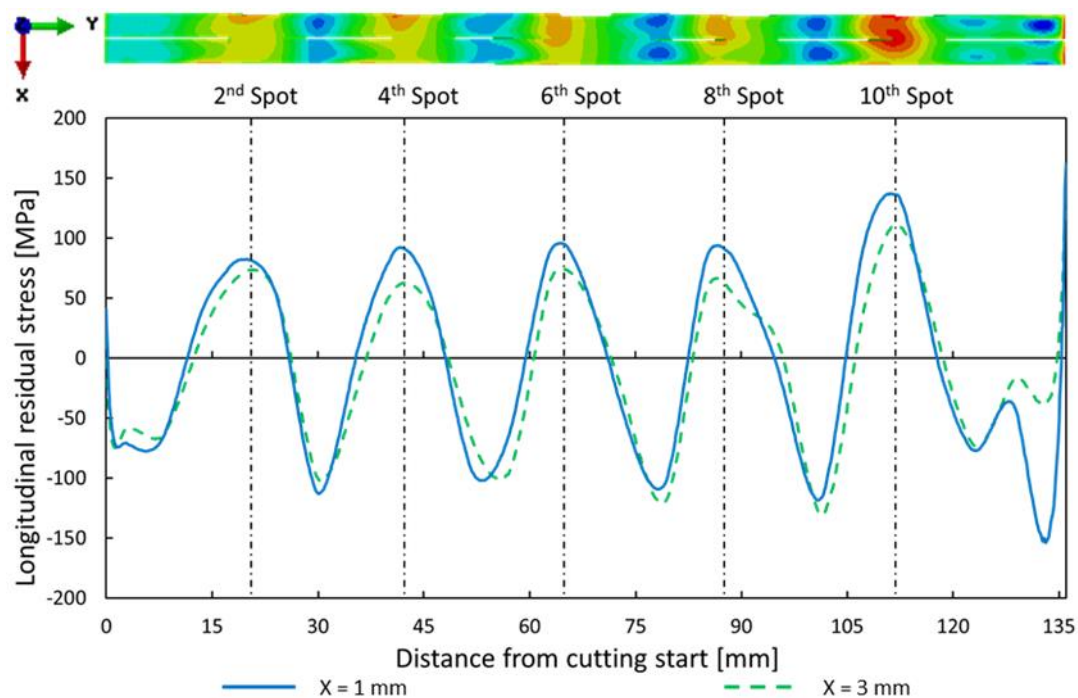 Y
X
2nd Spot 4th Spot 6th Spot 8th Spot 10th Spot
200
150
100
50
0
-50
-100
-150
-200
Longitudinal residual stress [MPa]
0 15 30 45 60 75 90 105 120 135
Distance from cutting start [mm]
X = 1 mm X = 3 mm